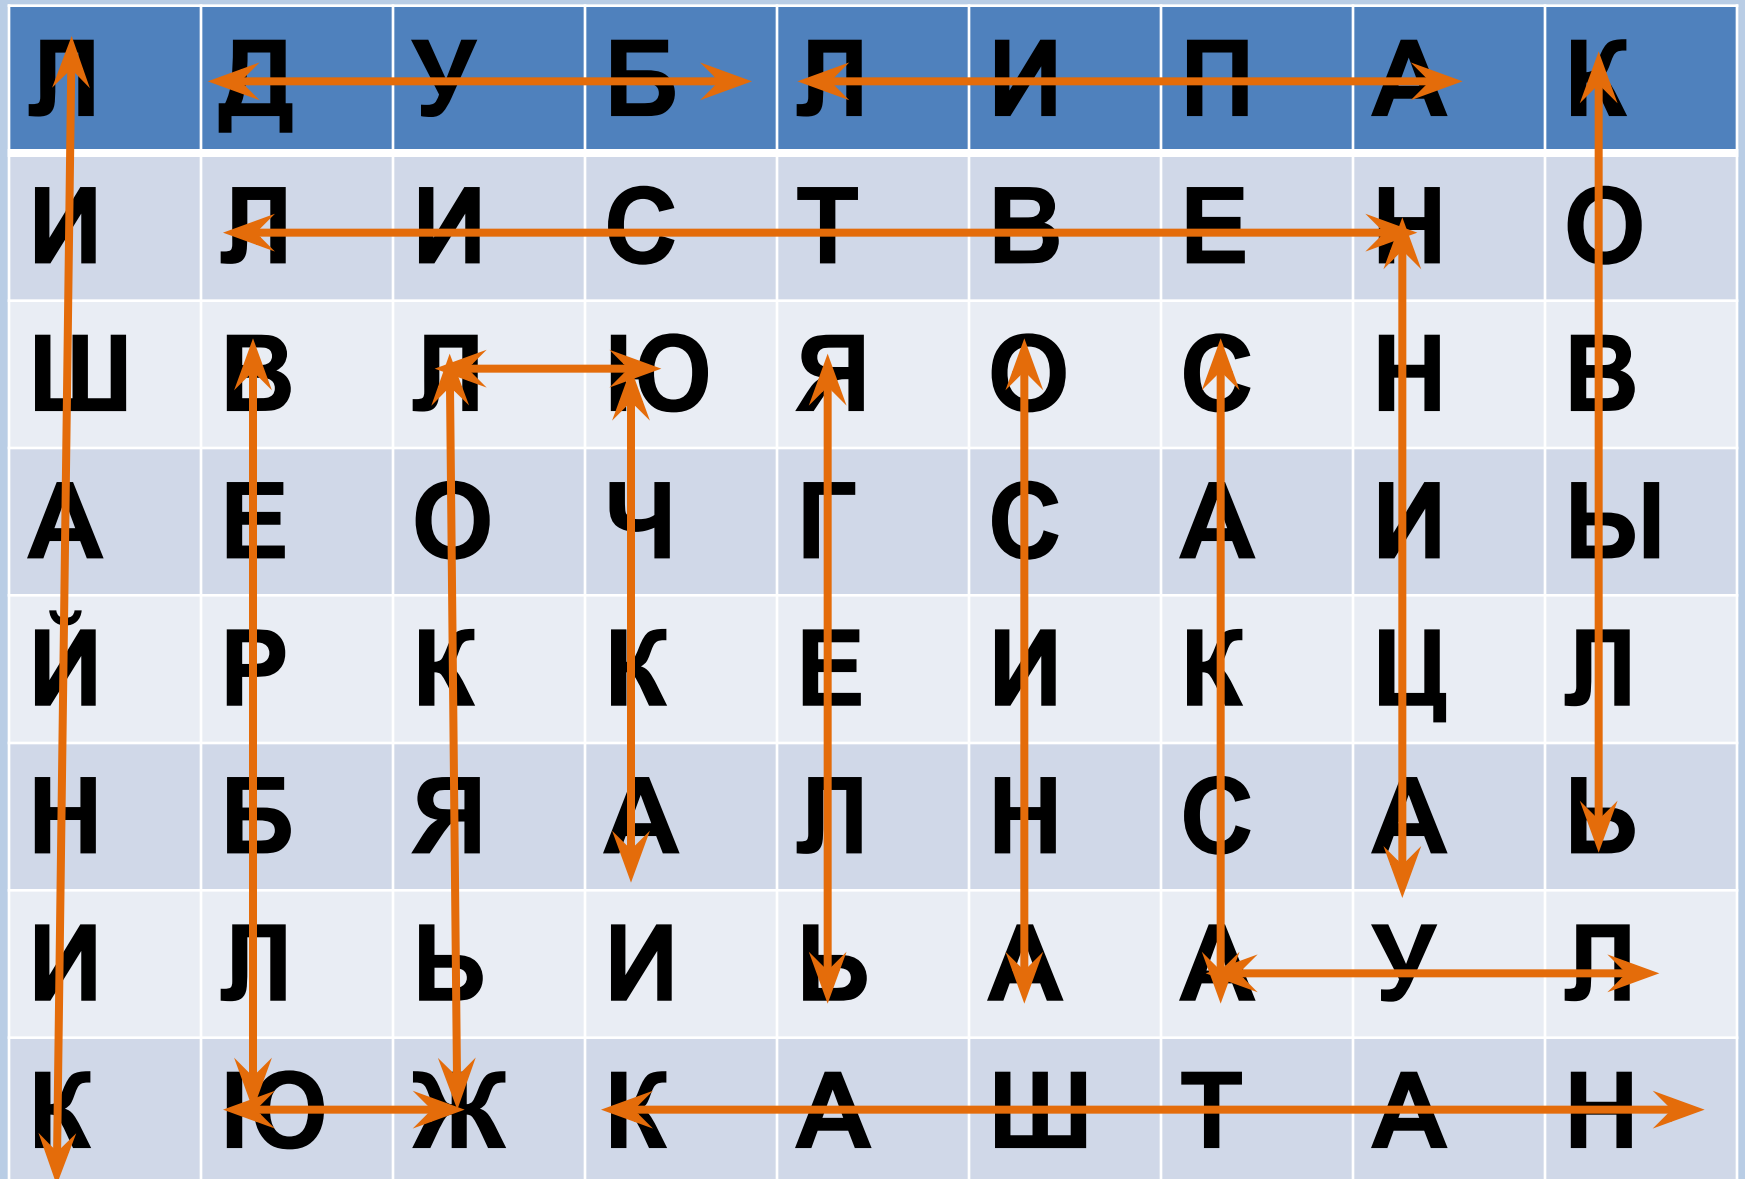 Л Д У Б Л И П А К
И Л И С Т В Е Н О
Ш В Л Ю Я О С Н В
А Е О Ч Г С А И Ы
Й Р К К Е И К Ц Л
Н Б Я А Л Н С А Ь
И Л Ь И Ь А А У Л
К Ю Ж К А Ш Т А Н